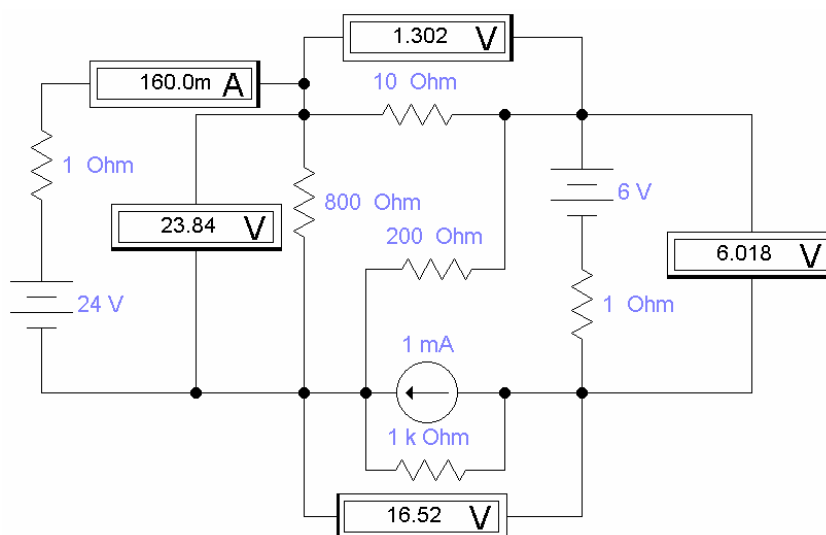 1.302 V
160.0m A
10 Ohm
1 Ohm
800 Ohm
6 V
23.84 V
200 Ohm
6.018 V
24 V
1 Ohm
1 mA
1 k Ohm
16.52 V